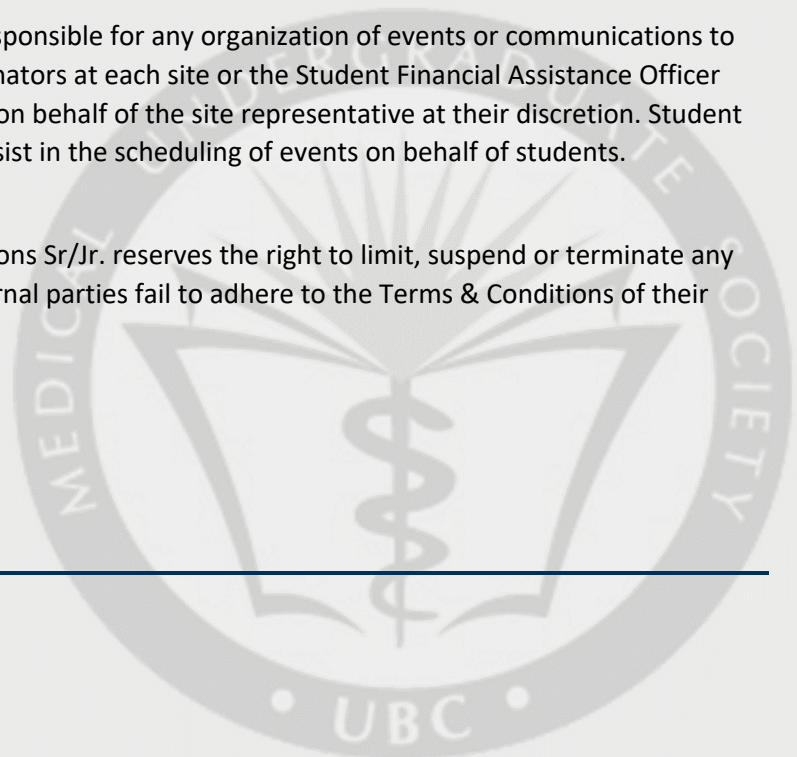 sponsible for any organization of events or communications to
nators at each site or the Student Financial Assistance Officer
on behalf of the site representative at their discretion. Student
sist in the scheduling of events on behalf of students.
ons Sr/Jr. reserves the right to limit, suspend or terminate any
rnal parties fail to adhere to the Terms & Conditions of their
MEDICAL UNDERGRADUATE SOCIETY
• UBC •